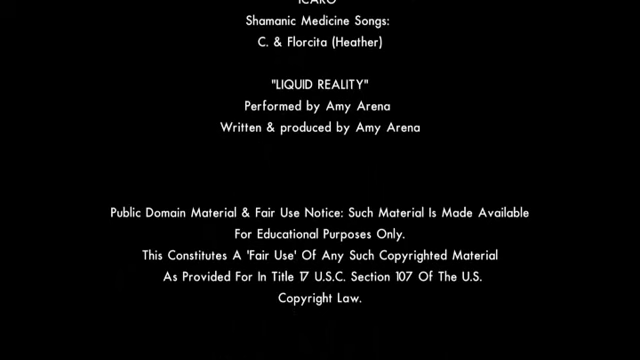 ICARO
Shamanic Medicine Songs:
C. & Florcita (Heather)
"LIQUID REALITY"
Performed by Amy Arena
Written & produced by Amy Arena
Public Domain Material & Fair Use Notice: Such Material Is Made Available
For Educational Purposes Only.
This Constitutes A 'Fair Use' Of Any Such Copyrighted Material
As Provided For In Title 17 U.S.C. Section 107 Of The U.S.
Copyright Law.